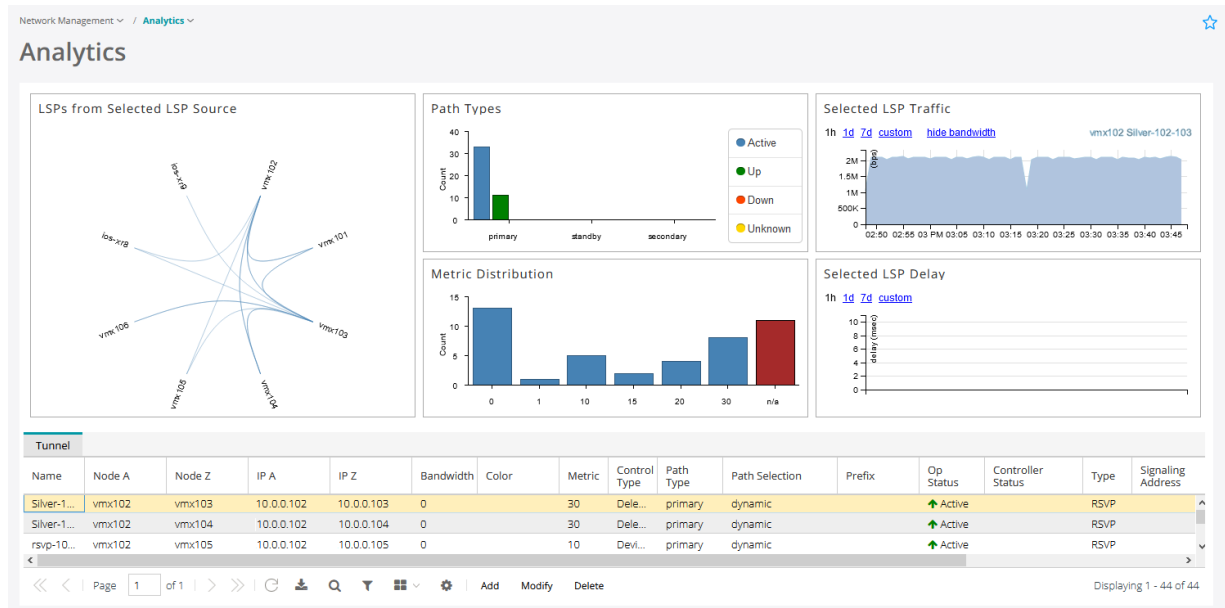 Network Management / Analytics
Analytics
LSPs from Selected LSP Source
ios-xr9
vmx102
ios-xr8
vmx101
vmx106
vmx103
vmx105
vmx104
Path Types
40
30
20
10
0
Count
primary standby secondary
Active
Up
Down
Unknown
Metric Distribution
15
10
5
0
Count
0 1 10 15 20 30 n/a
Selected LSP Traffic
1h 1d 7d custom hide bandwidth vmx102 Silver-102-103
(bps)
2M
1.5M
1M
500K
0
02:50 02:55 03 PM 03:05 03:10 03:15 03:20 03:25 03:30 03:35 03:40 03:45
Selected LSP Delay
1h 1d 7d custom
delay (msec)
10
8
6
4
2
0
Tunnel
Name Node A Node Z IP A IP Z Bandwidth Color Metric Control Type Path Type Path Selection Prefix Op Status Controller Status Type Signaling Address
Silver-1... vmx102 vmx103 10.0.0.102 10.0.0.103 0 30 Dele... primary dynamic Active RSVP
Silver-1... vmx102 vmx104 10.0.0.102 10.0.0.104 0 30 Dele... primary dynamic Active RSVP
rsvp-10... vmx102 vmx105 10.0.0.102 10.0.0.105 0 10 Devi... primary dynamic Active RSVP
Page 1 of 1 Add Modify Delete Displaying 1 - 44 of 44